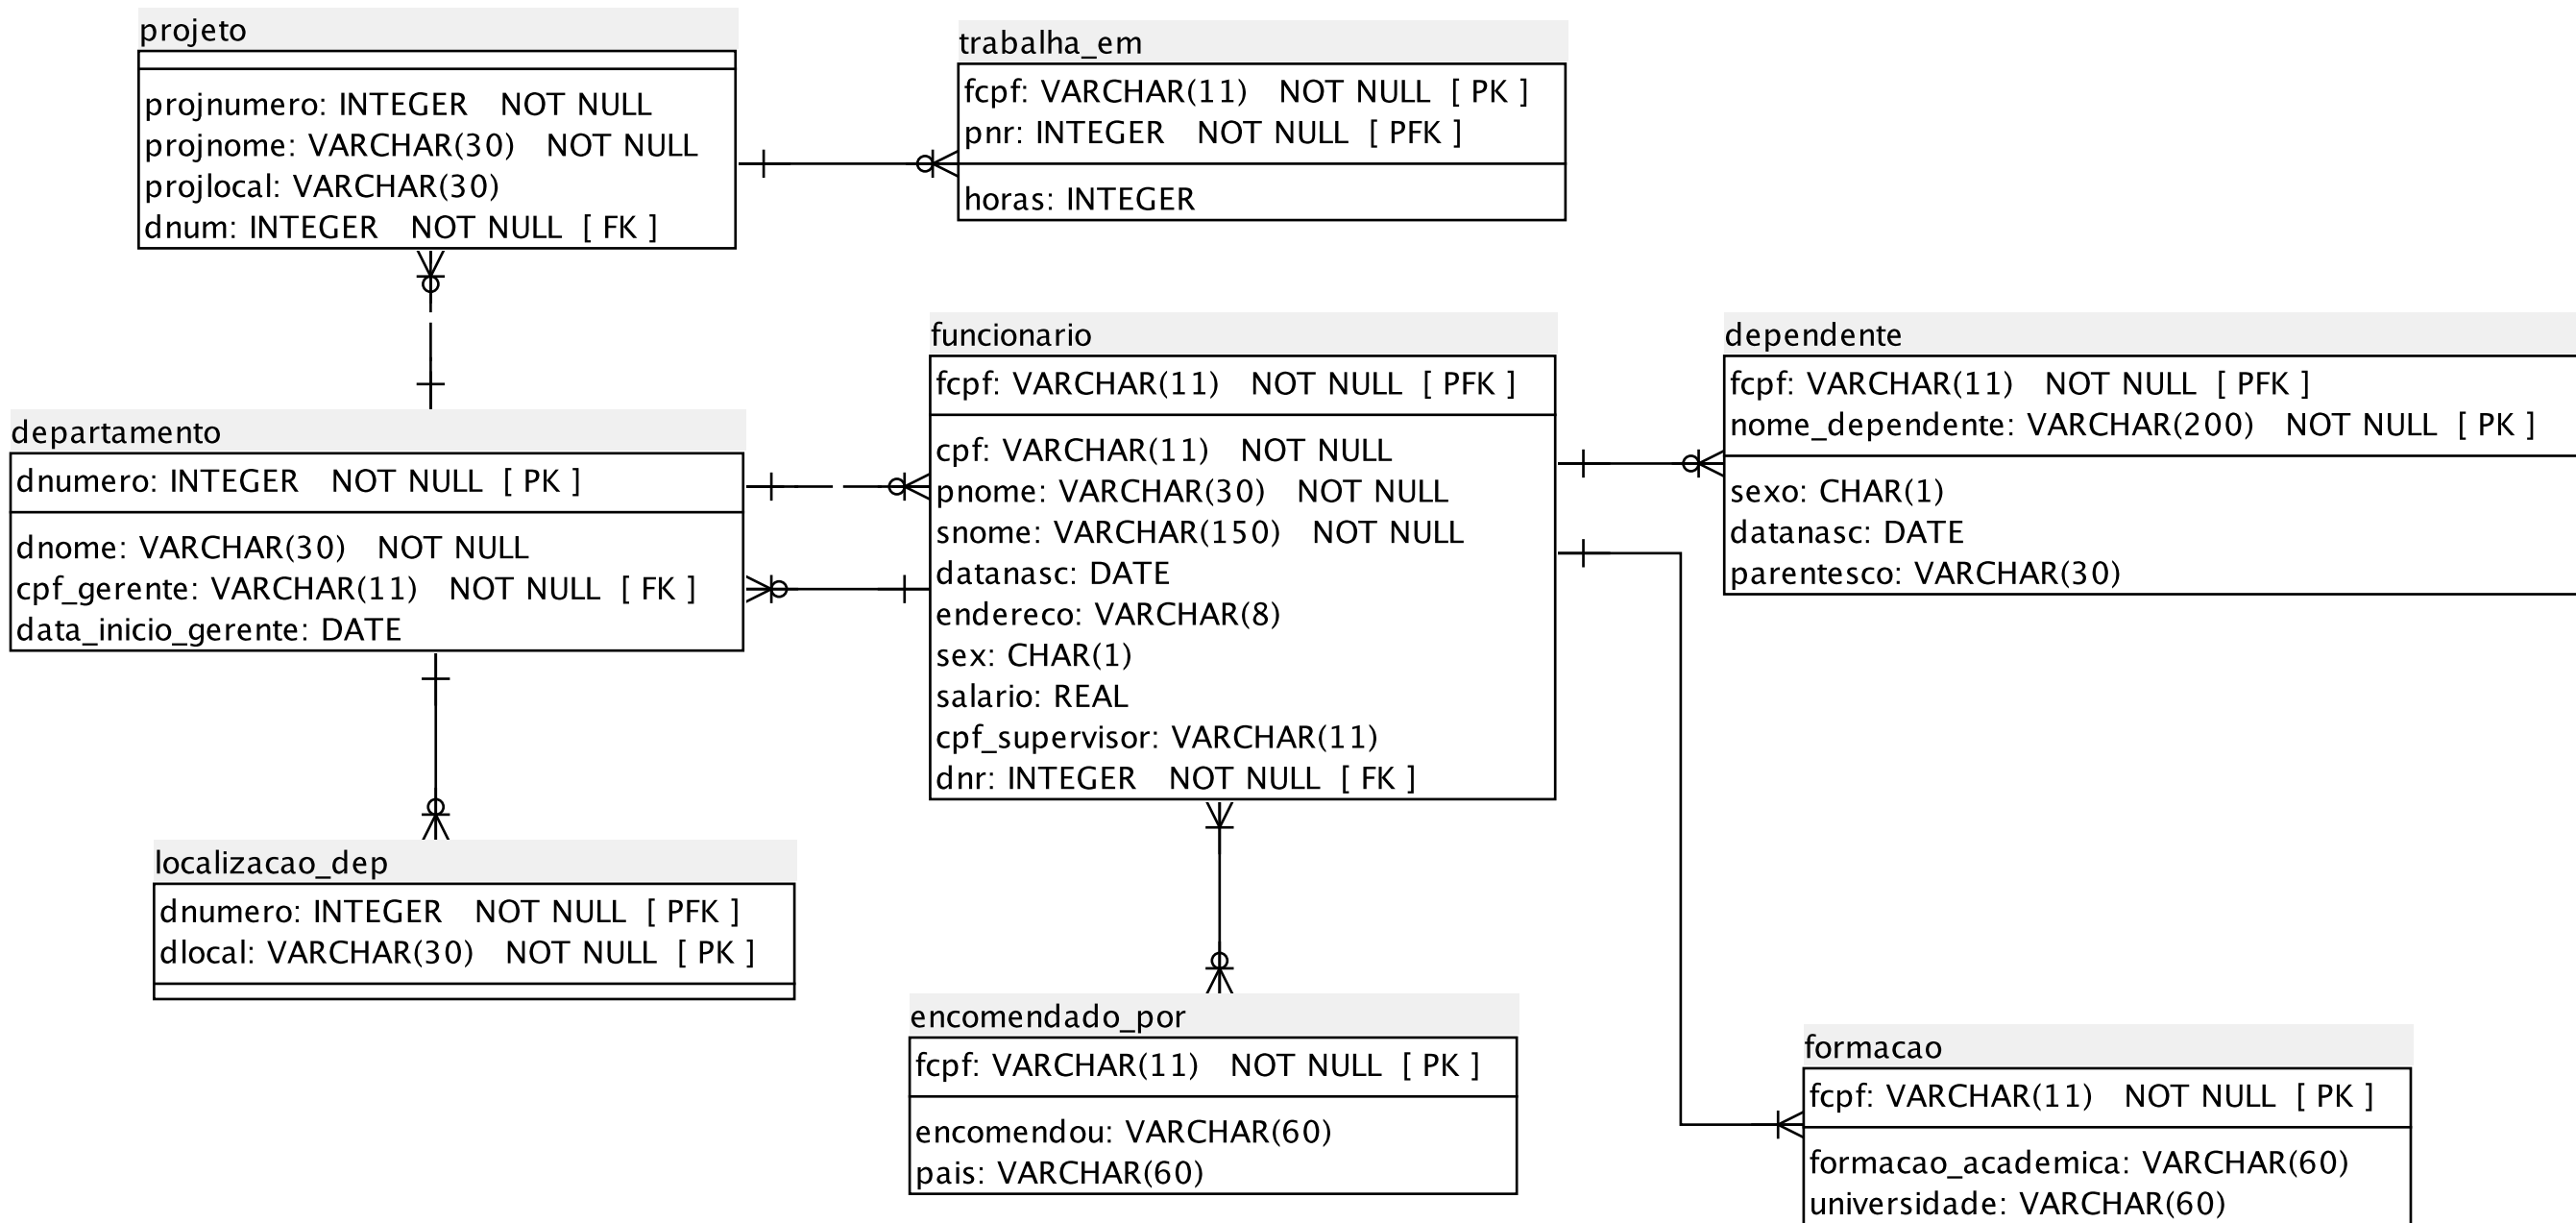 projeto
projnumero: INTEGER NOT NULL
projnome: VARCHAR(30) NOT NULL
projlocal: VARCHAR(30)
dnum: INTEGER NOT NULL [ FK ]
trabalha_em
fcpf: VARCHAR(11) NOT NULL [ PK ]
pnr: INTEGER NOT NULL [ PFK ]
horas: INTEGER
funcionario
fcpf: VARCHAR(11) NOT NULL [ PFK ]
cpf: VARCHAR(11) NOT NULL
pnome: VARCHAR(30) NOT NULL
snome: VARCHAR(150) NOT NULL
datanasc: DATE
endereco: VARCHAR(8)
sex: CHAR(1)
salario: REAL
cpf_supervisor: VARCHAR(11)
dnr: INTEGER NOT NULL [ FK ]
dependente
fcpf: VARCHAR(11) NOT NULL [ PFK ]
nome_dependente: VARCHAR(200) NOT NULL [ PK ]
sexo: CHAR(1)
datanasc: DATE
parentesco: VARCHAR(30)
departamento
dnumero: INTEGER NOT NULL [ PK ]
dnome: VARCHAR(30) NOT NULL
cpf_gerente: VARCHAR(11) NOT NULL [ FK ]
data_inicio_gerente: DATE
localizacao_dep
dnumero: INTEGER NOT NULL [ PFK ]
dlocal: VARCHAR(30) NOT NULL [ PK ]
encomendado_por
fcpf: VARCHAR(11) NOT NULL [ PK ]
encomendou: VARCHAR(60)
pais: VARCHAR(60)
formacao
fcpf: VARCHAR(11) NOT NULL [ PK ]
formacao_academica: VARCHAR(60)
universidade: VARCHAR(60)